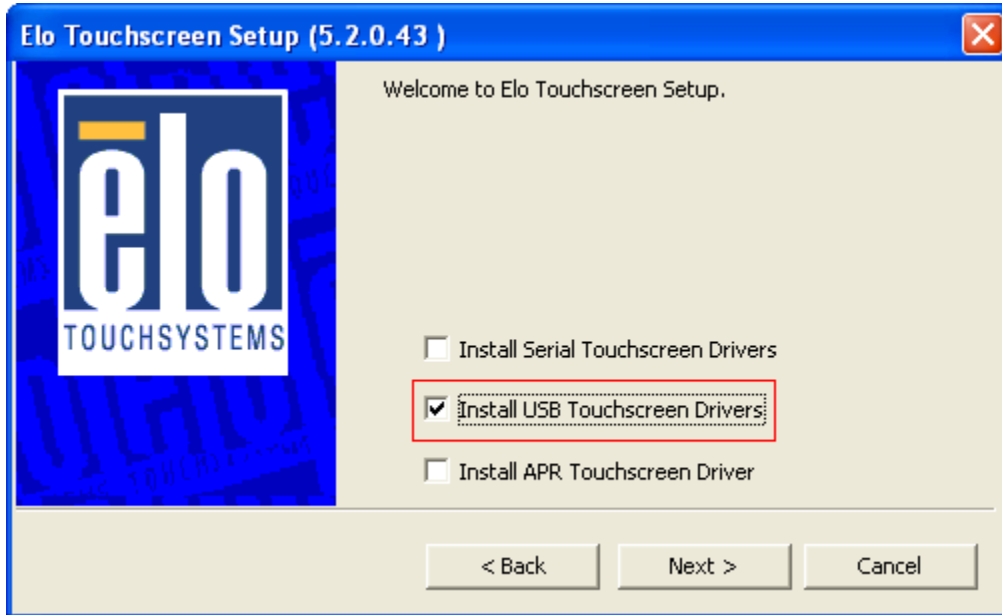 Elo Touchscreen Setup (5.2.0.43 )
Welcome to Elo Touchscreen Setup.
ēlo
TOUCHSYSTEMS
Install Serial Touchscreen Drivers
Install USB Touchscreen Drivers
Install APR Touchscreen Driver
< Back
Next >
Cancel